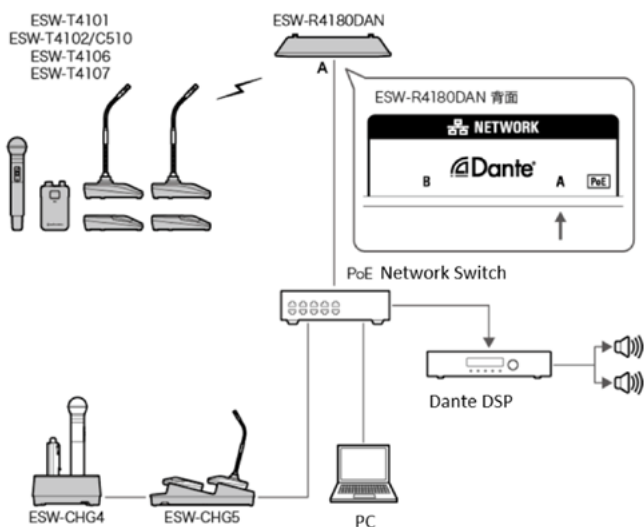 ESW-T4101
ESW-T4102/C510
ESW-T4106
ESW-T4107
ESW-R4180DAN
A
ESW-R4180DAN 背面
NETWORK
Dante
B
A
PoE
PoE Network Switch
Dante DSP
ESW-CHG4
ESW-CHG5
PC